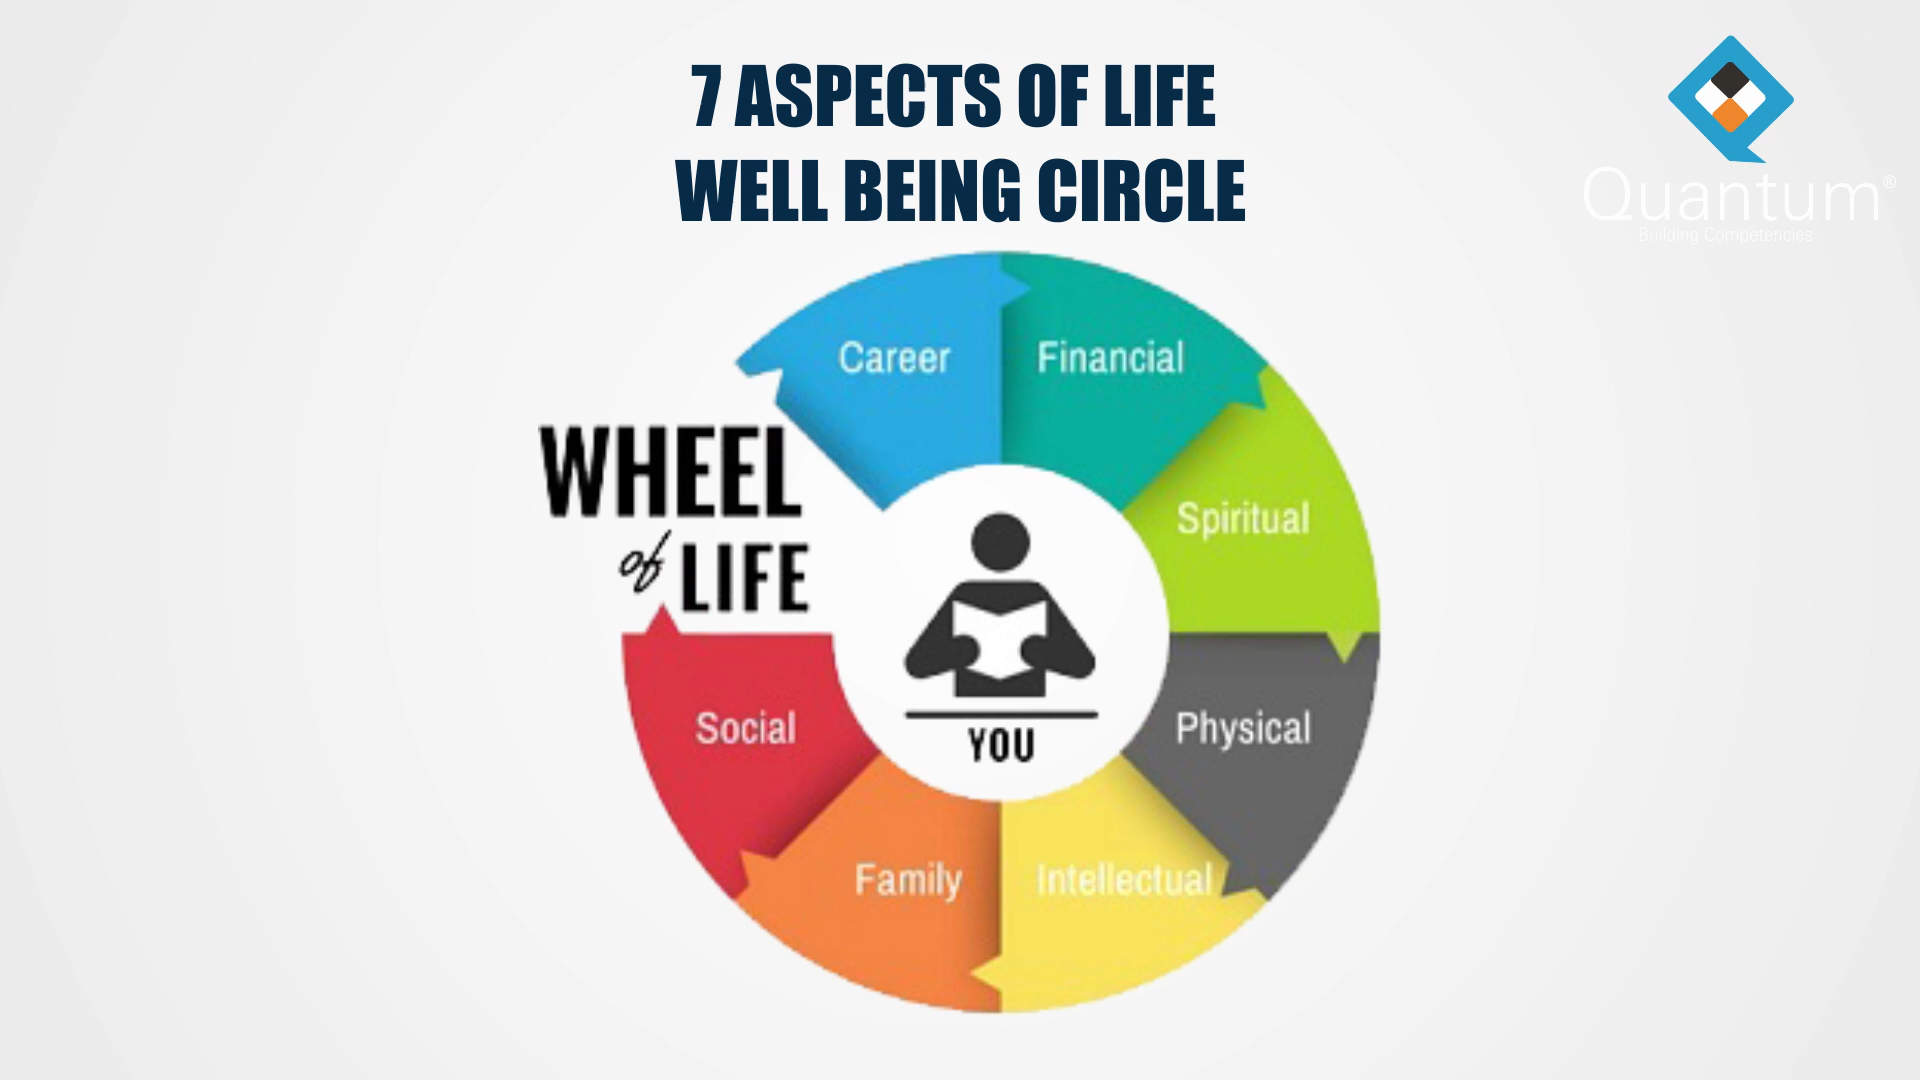 7 ASPECTS OF LIFE
WELL BEING CIRCLE
Quantum®
Building Competencies
Career
Financial
WHEEL
of LIFE
Spiritual
Social
Physical
YOU
Family
Intellectual